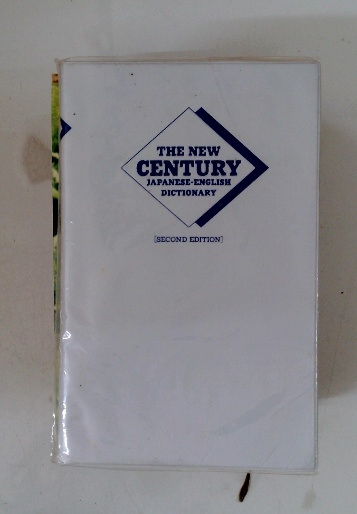 THE NEW
CENTURY
JAPANESE-ENGLISH
DICTIONARY
[SECOND EDITION]